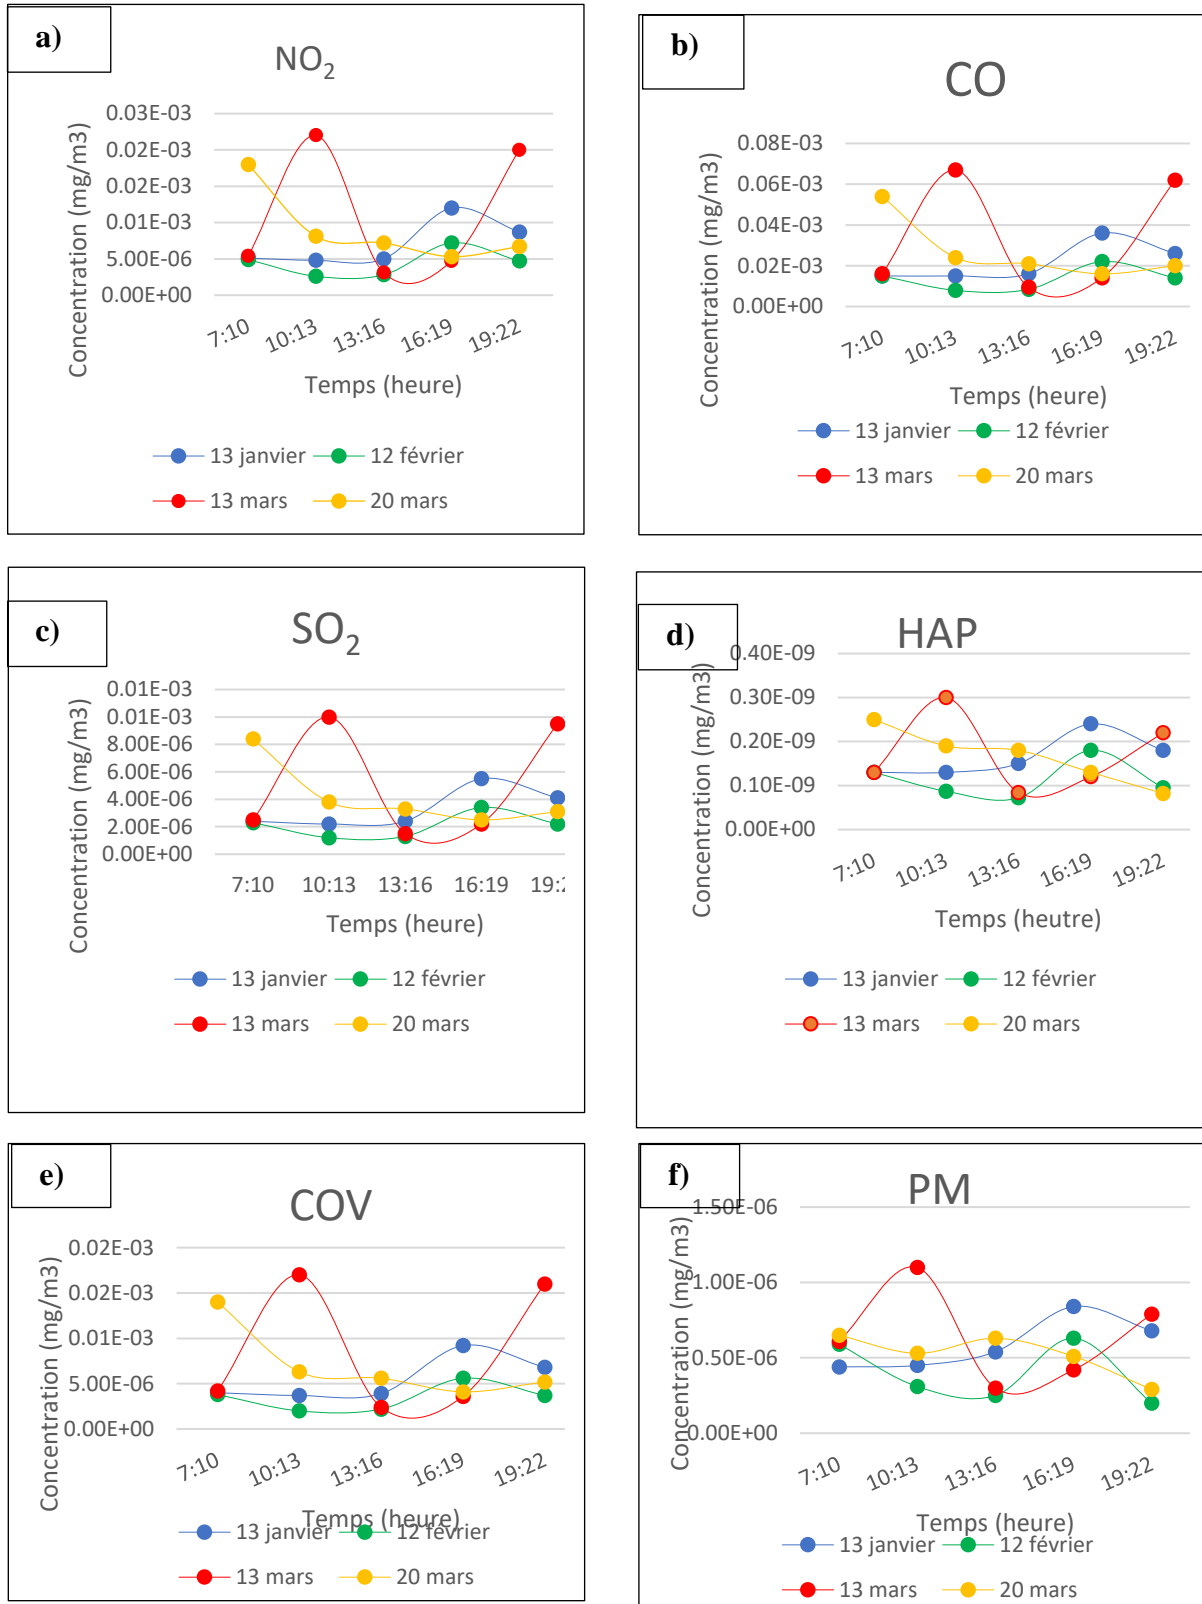 a)
NO2
0.03E-03
0.02E-03
0.02E-03
0.01E-03
5.00E-06
0.00E+00
Concentration (mg/m3)
7:10 10:13 13:16 16:19 19:22
Temps (heure)
13 janvier 12 février
13 mars 20 mars
b)
CO
0.08E-03
0.06E-03
0.04E-03
0.02E-03
0.00E+00
Concentration (mg/m3)
7:10 10:13 13:16 16:19 19:22
Temps (heure)
13 janvier 12 février
13 mars 20 mars
c)
SO2
0.01E-03
0.01E-03
8.00E-06
6.00E-06
4.00E-06
2.00E-06
0.00E+00
Concentration (mg/m3)
7:10 10:13 13:16 16:19 19:2
Temps (heure)
13 janvier 12 février
13 mars 20 mars
d)
HAP
0.40E-09
0.30E-09
0.20E-09
0.10E-09
0.00E+00
Concentration (mg/m3)
7:10 10:13 13:16 16:19 19:22
Temps (heutre)
13 janvier 12 février
13 mars 20 mars
e)
COV
0.02E-03
0.02E-03
0.01E-03
5.00E-06
0.00E+00
Concentration (mg/m3)
7:10 10:13 13:16 16:19 19:22
Temps (heure)
13 janvier 12 février
13 mars 20 mars
f)
PM
1.50E-06
1.00E-06
0.50E-06
0.00E+00
Concentration (mg/m3)
7:10 10:13 13:16 16:19 19:22
Temps (heure)
13 janvier 12 février
13 mars 20 mars